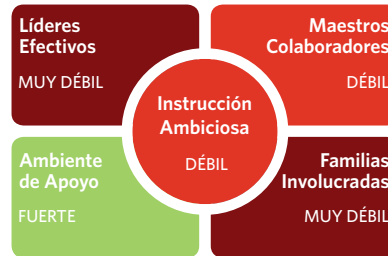 Líderes
Efectivos
MUY DÉBIL
Maestros
Colaboradores
DÉBIL
Instrucción
Ambiciosa
DÉBIL
Ambiente
de Apoyo
FUERTE
Familias
Involucradas
MUY DÉBIL